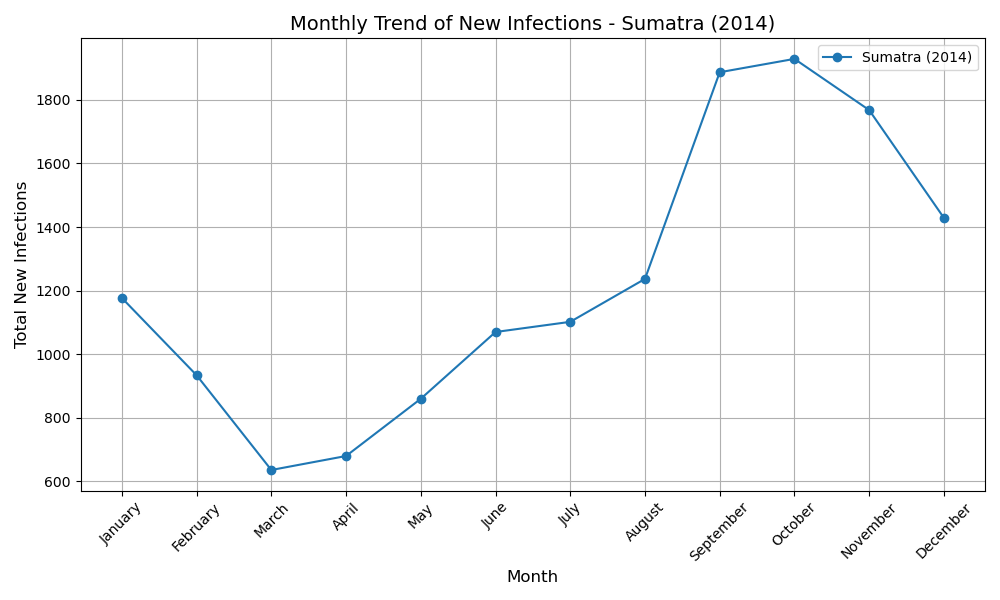 Monthly Trend of New Infections - Sumatra (2014)
Sumatra (2014)
Total New Infections
1800
1600
1400
1200
1000
800
600
January
February
March
April
May
June
July
August
September
October
November
December
Month